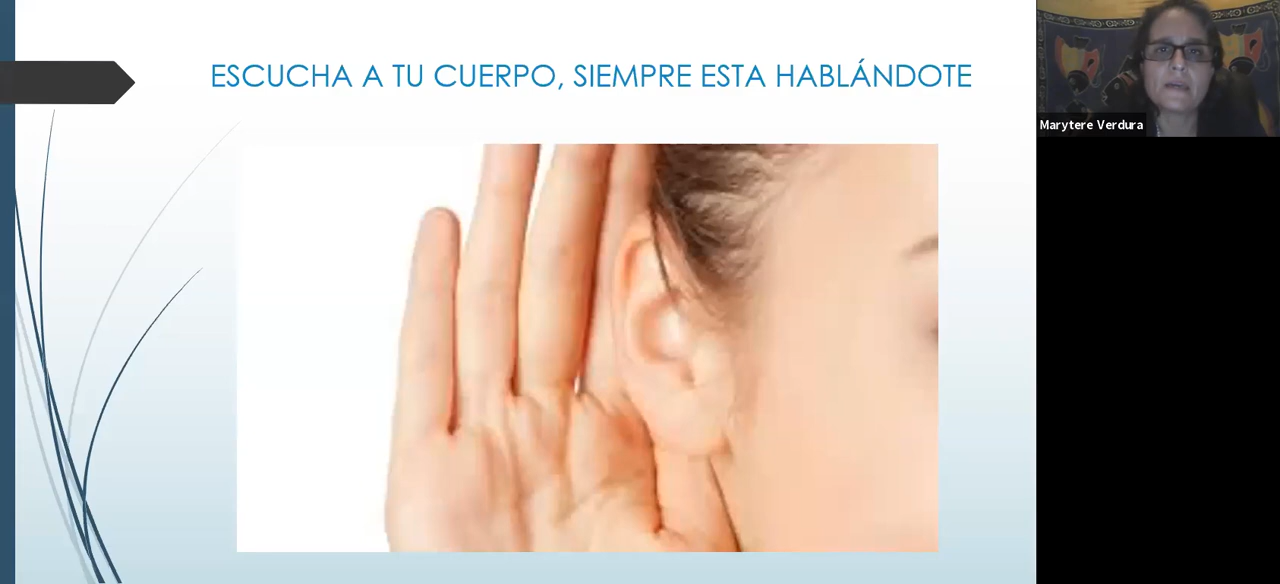 ESCUCHA A TU CUERPO, SIEMPRE ESTA HABLÁNDOTE
Marytere Verdura